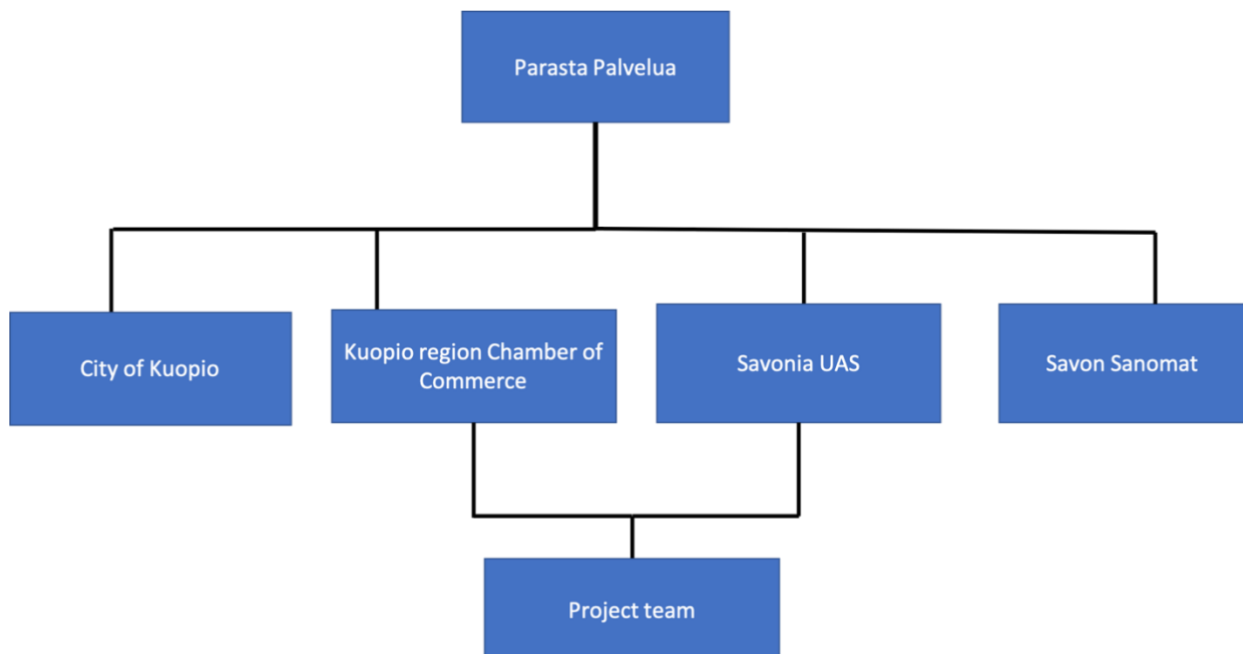 Parasta Palvelua
City of Kuopio
Kuopio region Chamber of
Commerce
Savonia UAS
Savon Sanomat
Project team